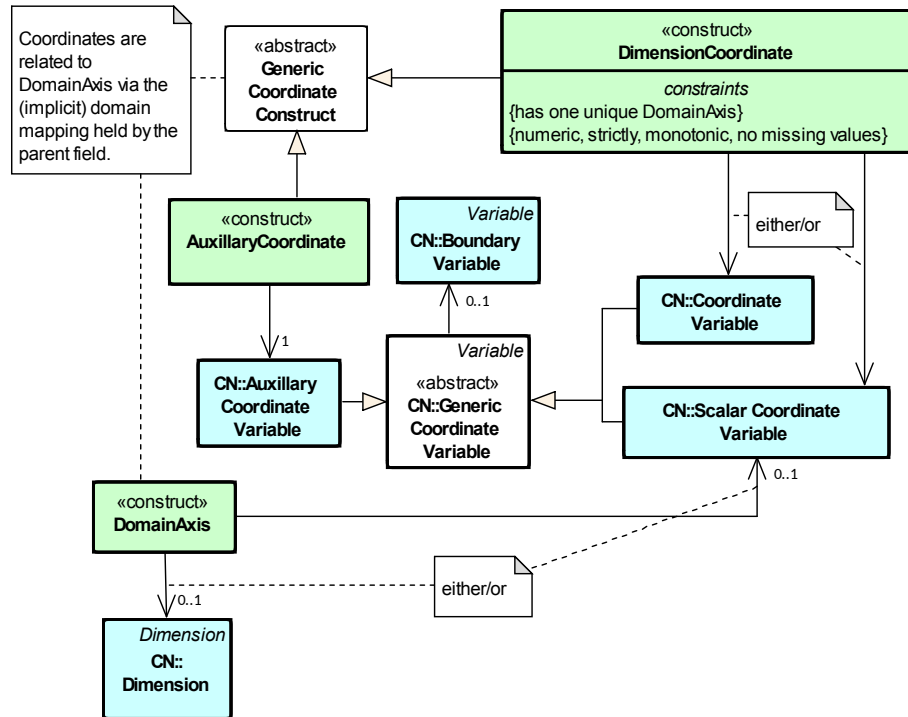 Coordinates are
related to
DomainAxis via the
(implicit) domain
mapping held by the
parent field.
«abstract»
Generic
Coordinate
Construct
«construct»
DimensionCoordinate
constraints
{has one unique DomainAxis}
{numeric, strictly, monotonic, no missing values}
«construct»
AuxillaryCoordinate
Variable
CN::Boundary
Variable
either/or
0..1
1
CN::Coordinate
Variable
CN::Auxillary
Coordinate
Variable
Variable
«abstract»
CN::Generic
Coordinate
Variable
CN::Scalar Coordinate
Variable
0..1
«construct»
DomainAxis
either/or
0..1
Dimension
CN::
Dimension